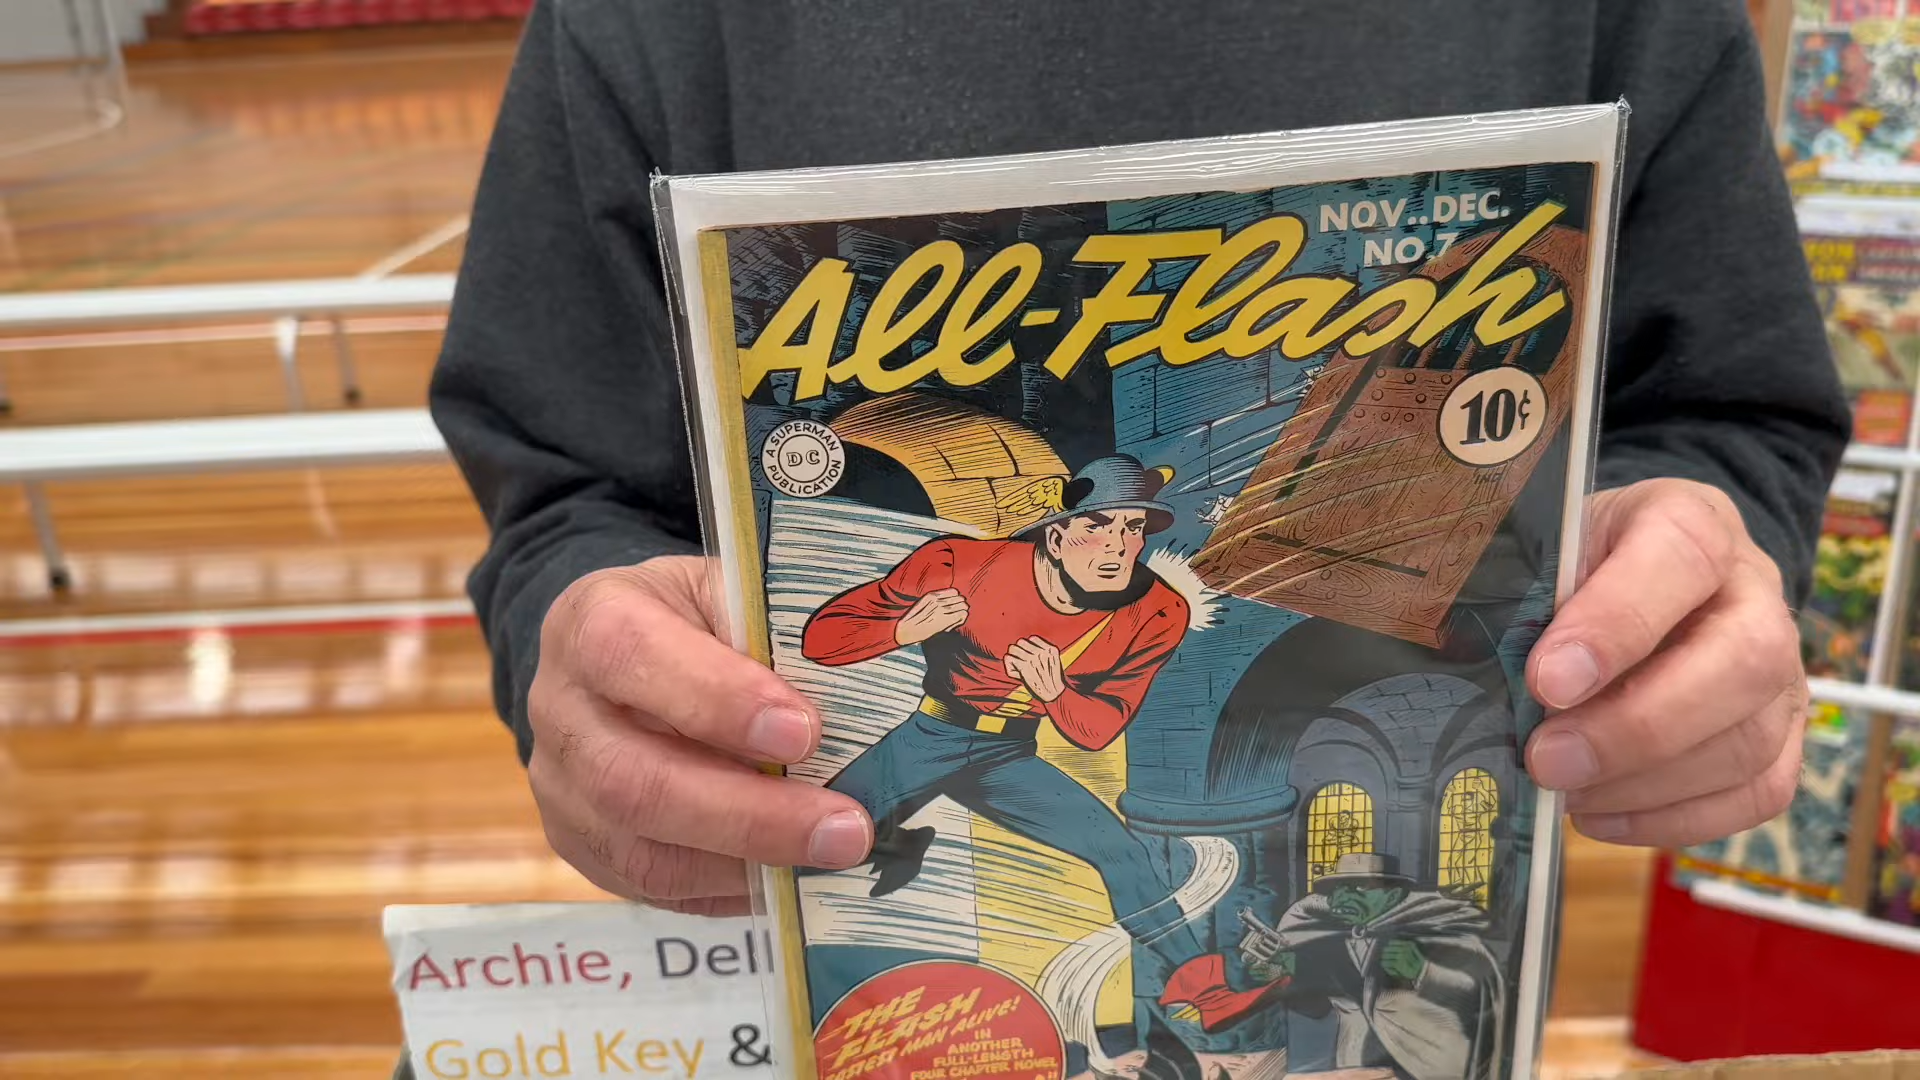 NOV..DEC.
NO.7
All-Flash
10¢
INC
A SUPERMAN
DC
PUBLICATION
THE
FLASH
FASTEST MAN ALIVE!
IN
ANOTHER
FULL-LENGTH
FOUR CHAPTER NOVEL
Archie, Dell
Gold Key &